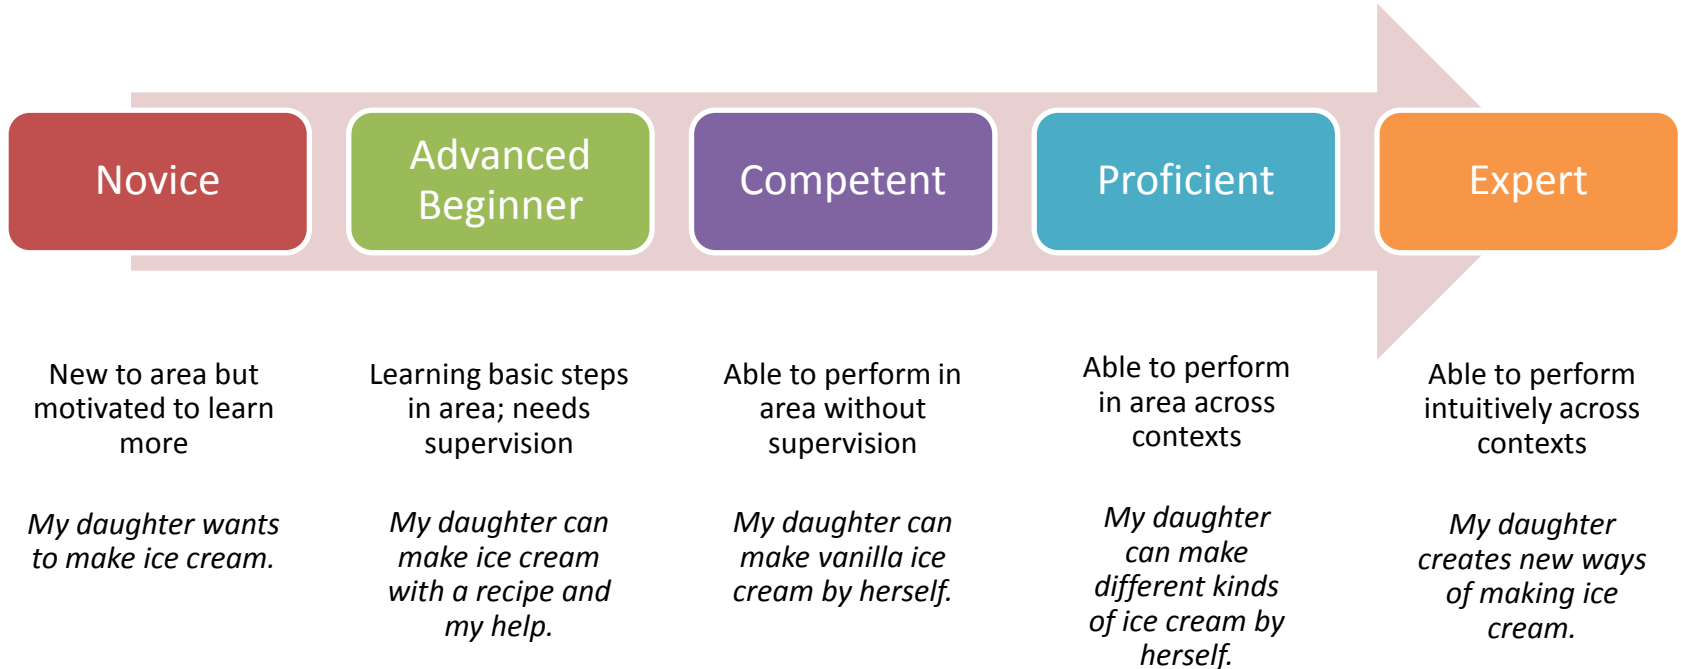 Novice
Advanced
Beginner
Competent
Proficient
Expert
New to area but
motivated to learn
more
Learning basic steps
in area; needs
supervision
Able to perform in
area without
supervision
Able to perform
in area across
contexts
Able to perform
intuitively across
contexts
My daughter wants
to make ice cream.
My daughter can
make ice cream
with a recipe and
my help.
My daughter can
make vanilla ice
cream by herself.
My daughter
can make
different kinds
of ice cream by
herself.
My daughter
creates new ways
of making ice
cream.